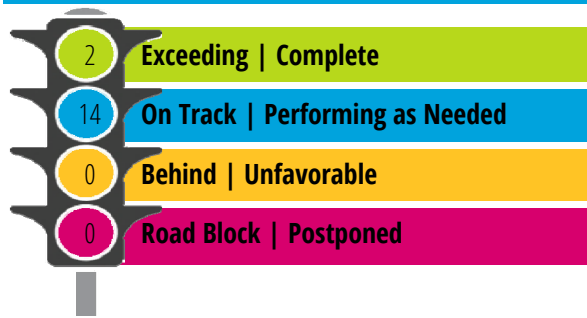 2 Exceeding | Complete
14 On Track | Performing as Needed
0 Behind | Unfavorable
0 Road Block | Postponed